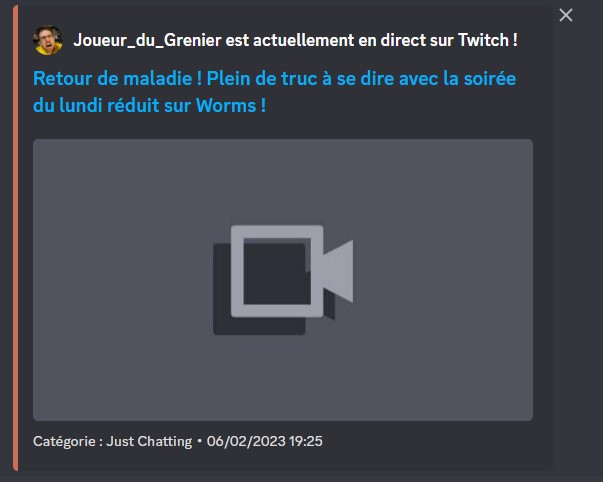 Joueur_du_Grenier est actuellement en direct sur Twitch !
Retour de maladie ! Plein de truc à se dire avec la soirée
du lundi réduit sur Worms !
Catégorie : Just Chatting • 06/02/2023 19:25